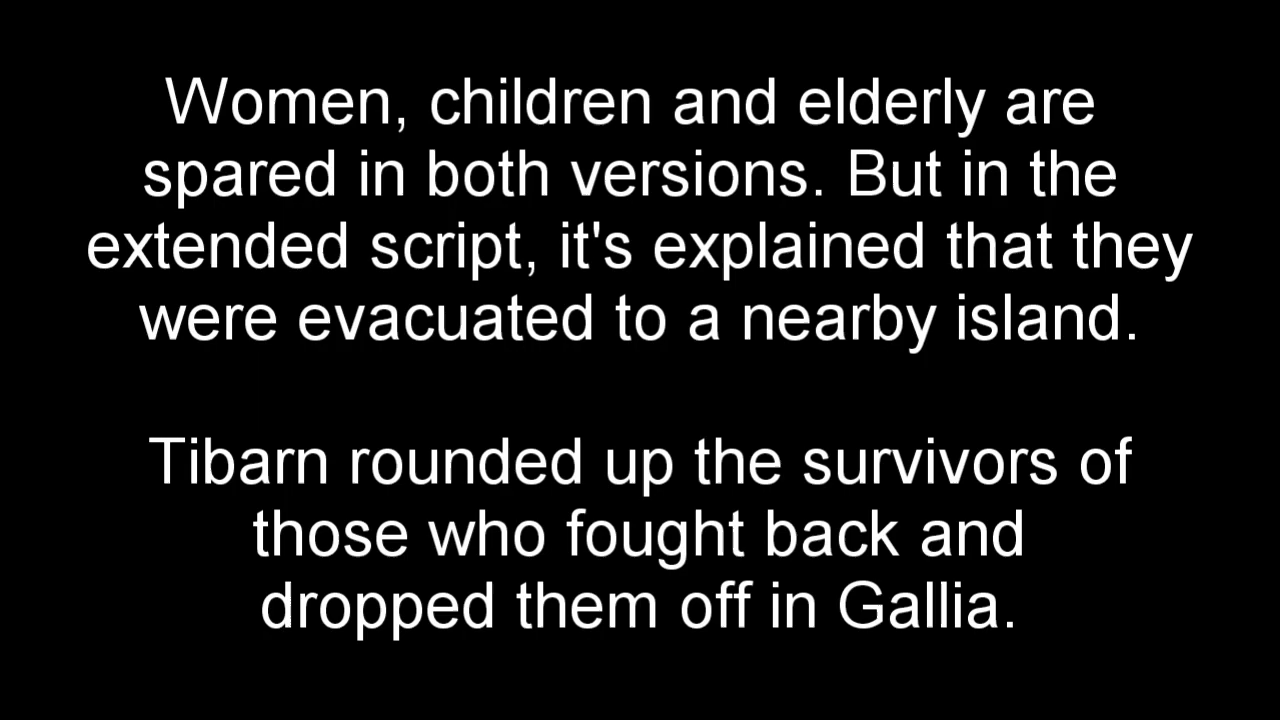 Women, children and elderly are
spared in both versions. But in the
extended script, it's explained that they
were evacuated to a nearby island.
Tibarn rounded up the survivors of
those who fought back and
dropped them off in Gallia.